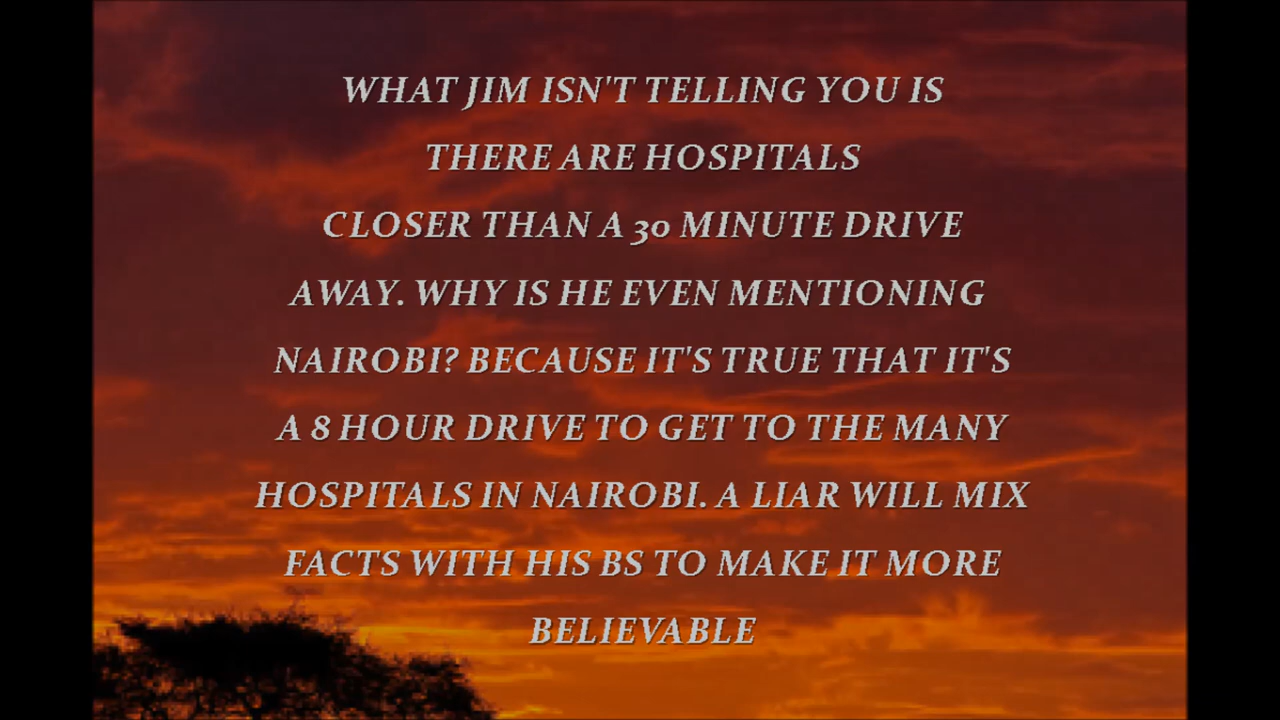 WHAT JIM ISN'T TELLING YOU IS
THERE ARE HOSPITALS
CLOSER THAN A 30 MINUTE DRIVE
AWAY. WHY IS HE EVEN MENTIONING
NAIROBI? BECAUSE IT'S TRUE THAT IT'S
A 8 HOUR DRIVE TO GET TO THE MANY
HOSPITALS IN NAIROBI. A LIAR WILL MIX
FACTS WITH HIS BS TO MAKE IT MORE
BELIEVABLE